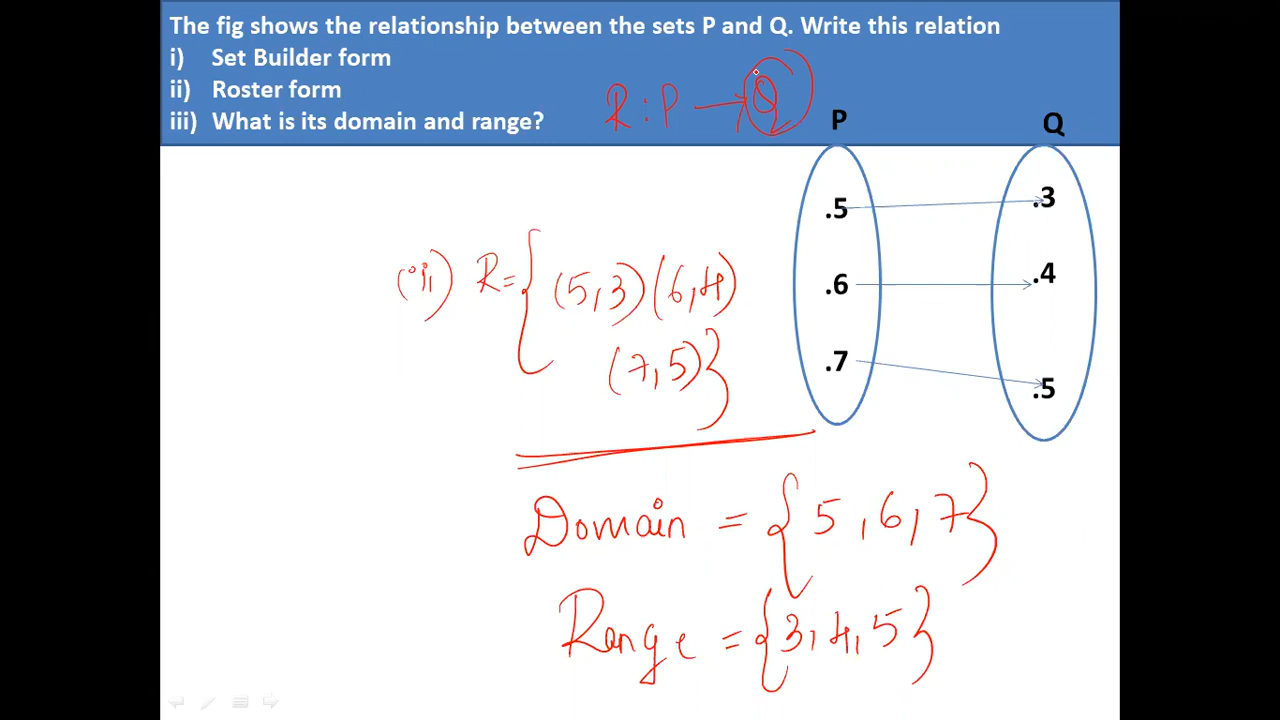 The fig shows the relationship between the sets P and Q. Write this relation
i) Set Builder form
ii) Roster form
iii) What is its domain and range?
R : P → Q
P Q
.5 .3
.6 .4
.7 .5
(ii) R = { (5,3) (6,4)
(7,5) }
Domain = { 5, 6, 7 }
Range = { 3, 4, 5 }